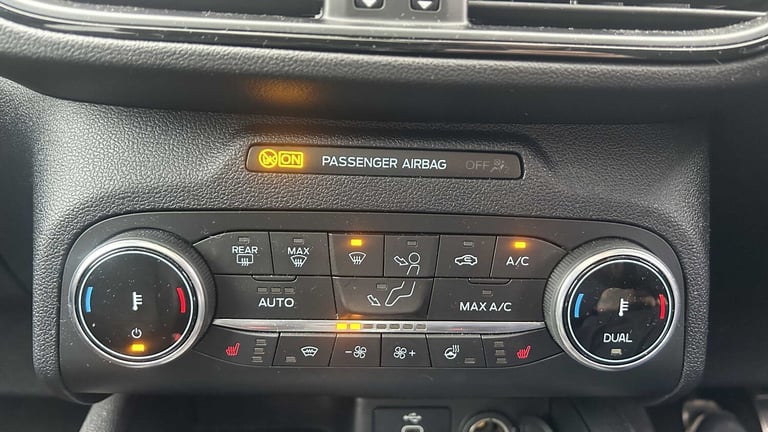 ON PASSENGER AIRBAG OFF
REAR MAX A/C
AUTO MAX A/C
DUAL